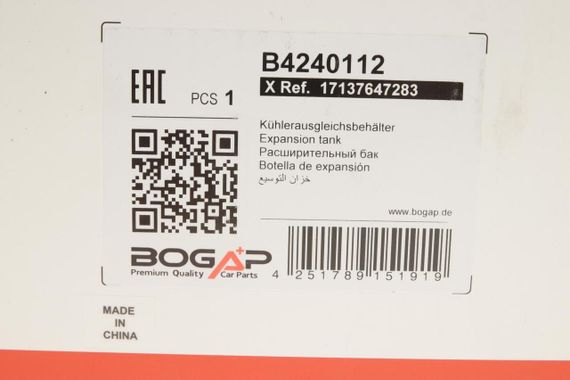 B4240112
X Ref. 17137647283
EAC
PCS 1
Kühlerausgleichsbehälter
Expansion tank
Расширительный бак
Botella de expansión
خزان التوسيع
www.bogap.de
BOGAP
Premium Quality Car Parts
4 251789 151919
MADE
IN
CHINA